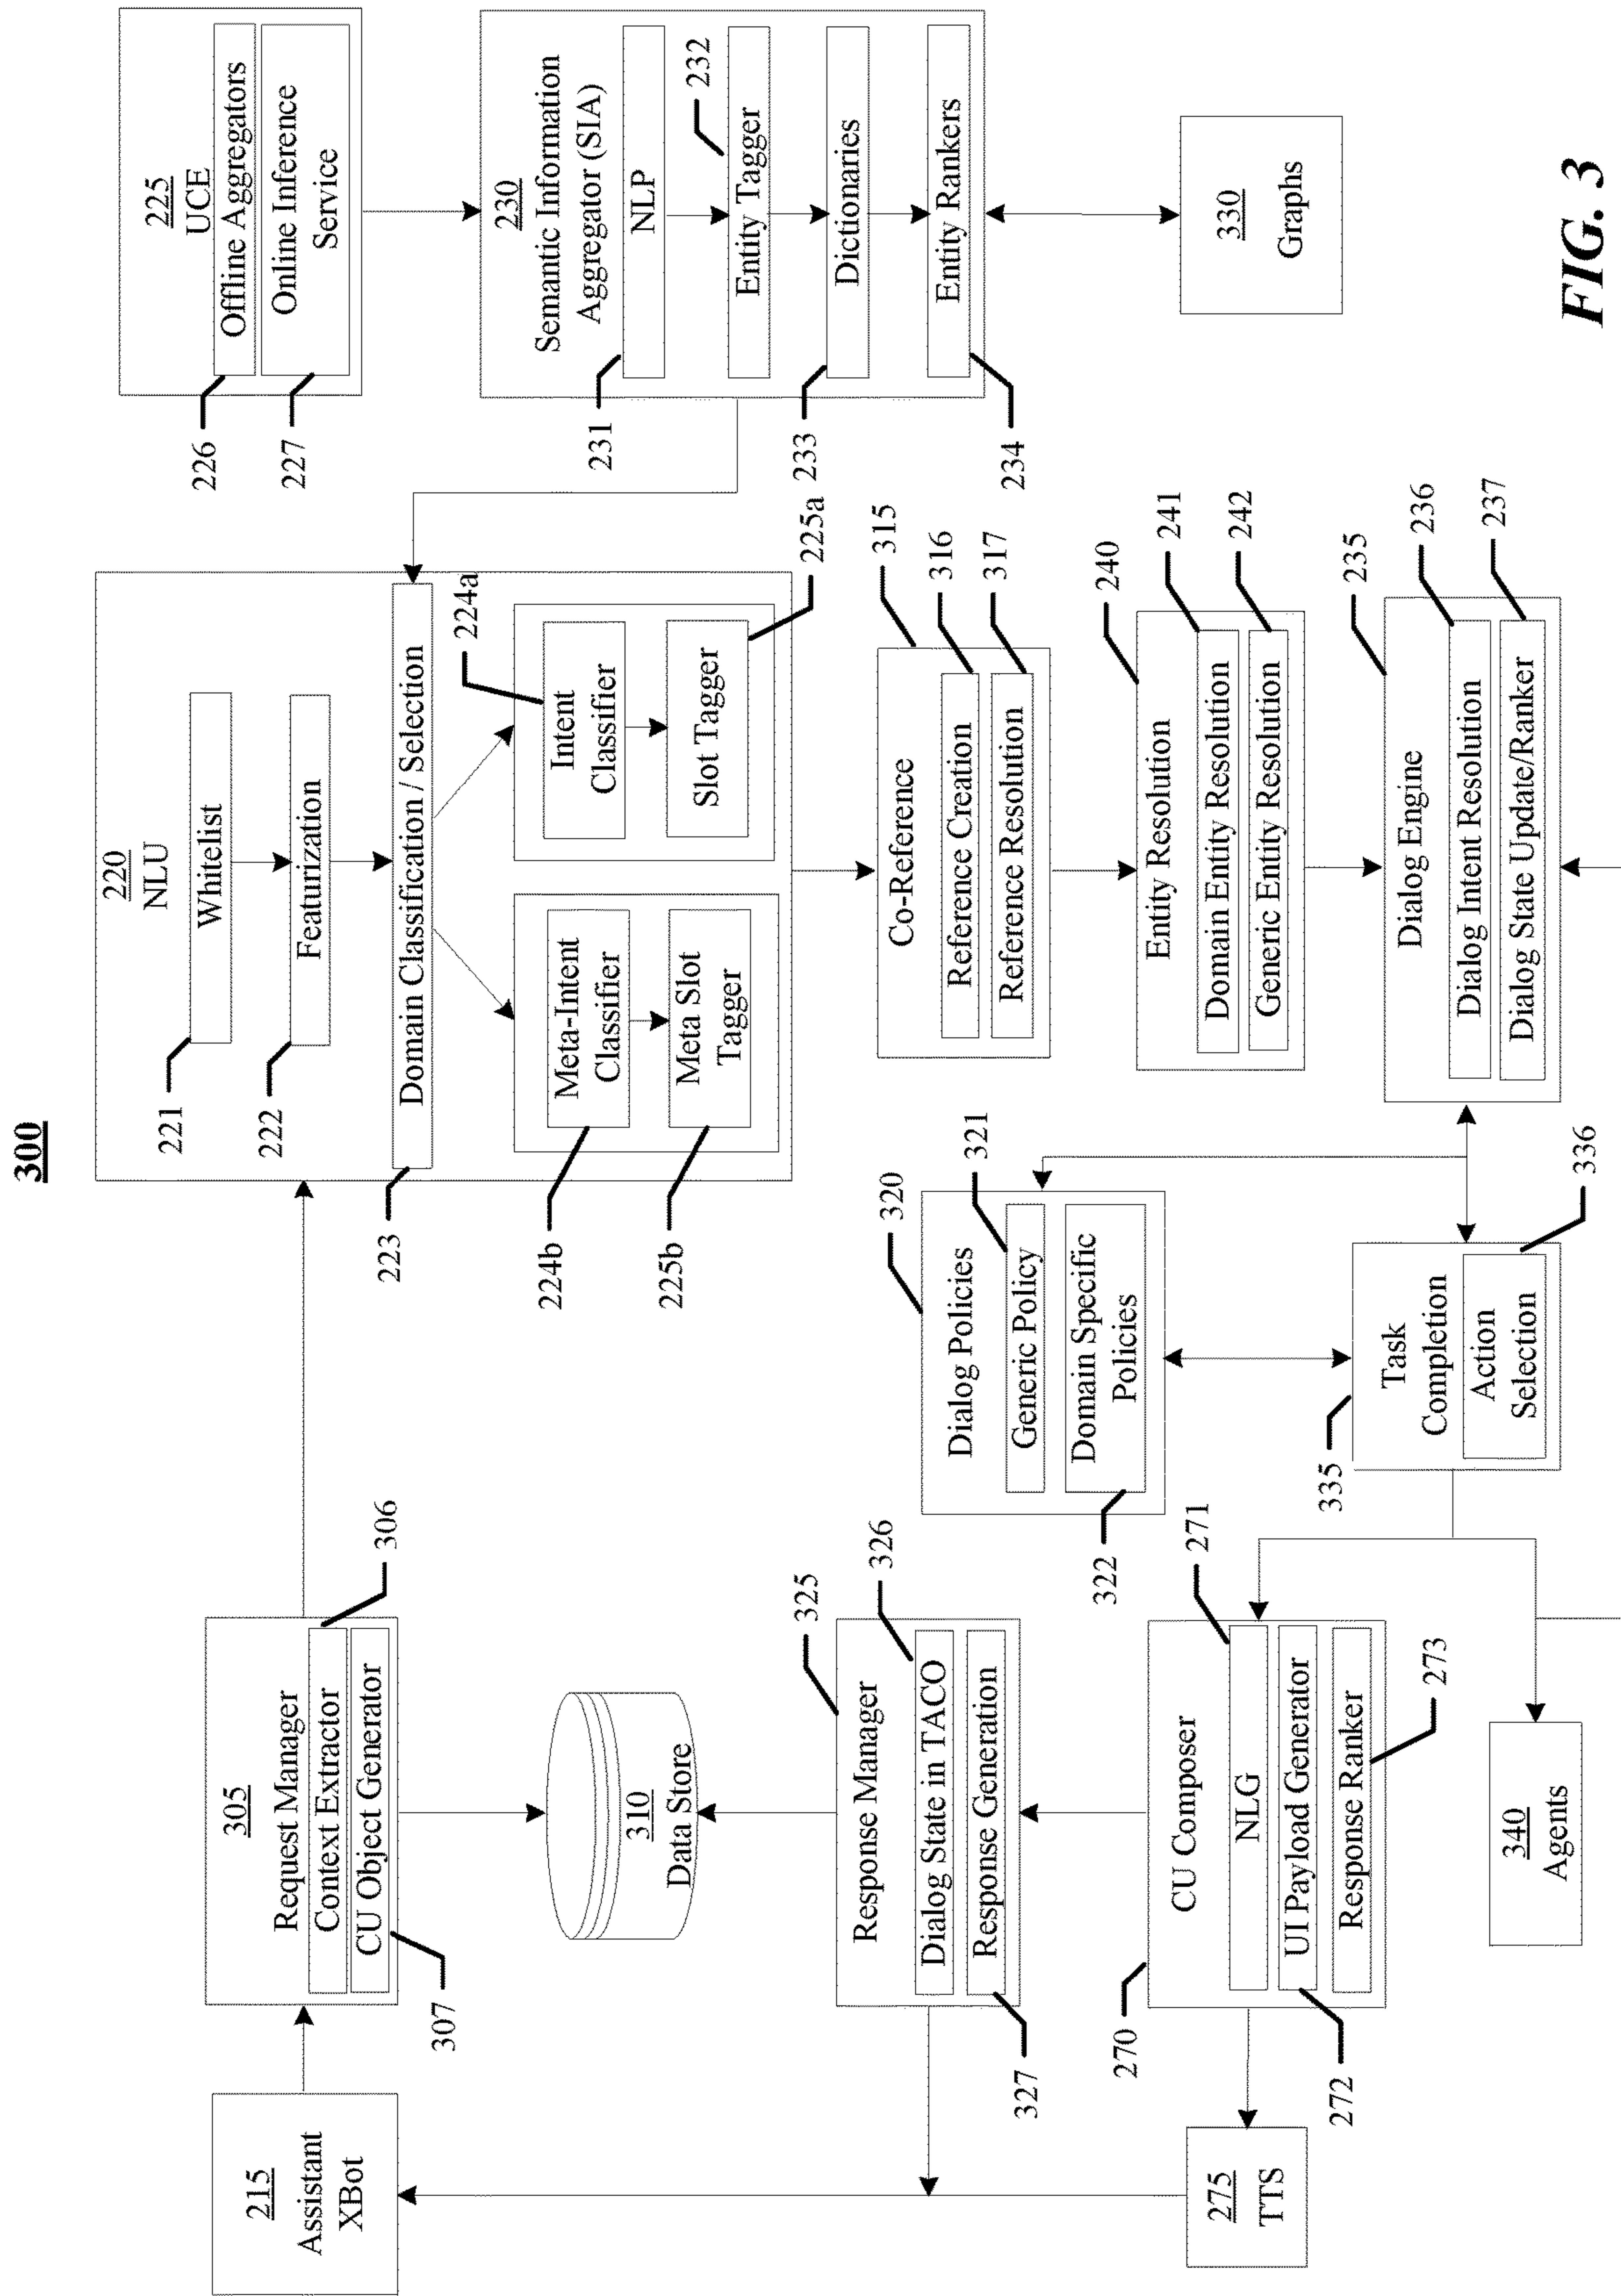 300
215
Assistant
XBot
305
Request Manager
Context Extractor
CU Object Generator
306
307
310
Data Store
220
NLU
Whitelist
Featurization
Domain Classification / Selection
Meta-Intent
Classifier
Meta Slot
Tagger
Intent
Classifier
Slot Tagger
221
222
223
224b
225b
224a
225a
225
UCE
Offline Aggregators
Online Inference
Service
226
227
230
Semantic Information
Aggregator (SIA)
NLP
Entity Tagger
Dictionaries
Entity Rankers
231
232
233
234
330
Graphs
Co-Reference
Reference Creation
Reference Resolution
315
316
317
Entity Resolution
Domain Entity Resolution
Generic Entity Resolution
240
241
242
Dialog Engine
Dialog Intent Resolution
Dialog State Update/Ranker
235
236
237
Dialog Policies
Generic Policy
Domain Specific
Policies
320
321
322
Task
Completion
Action
Selection
335
336
Response Manager
Dialog State in TACO
Response Generation
325
326
327
CU Composer
NLG
UI Payload Generator
Response Ranker
270
271
272
273
275
TTS
340
Agents
FIG. 3